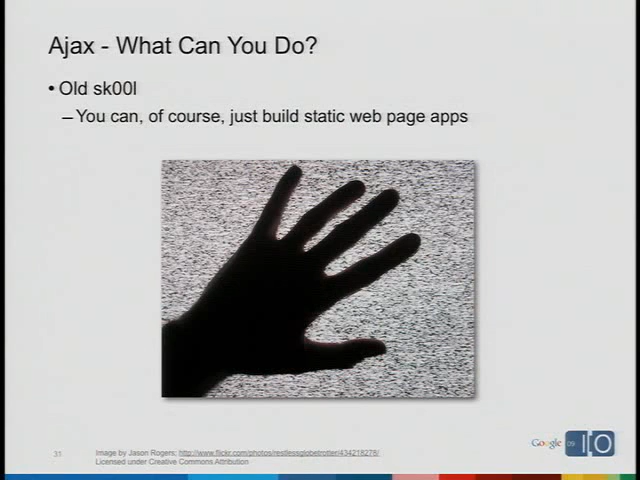 Ajax - What Can You Do?
• Old sk00l
– You can, of course, just build static web page apps
31
Image by Jason Rogers; http://www.flickr.com/photos/restlessglobetrotter/434218278/
Licensed under Creative Commons Attribution
Google 09 I/O